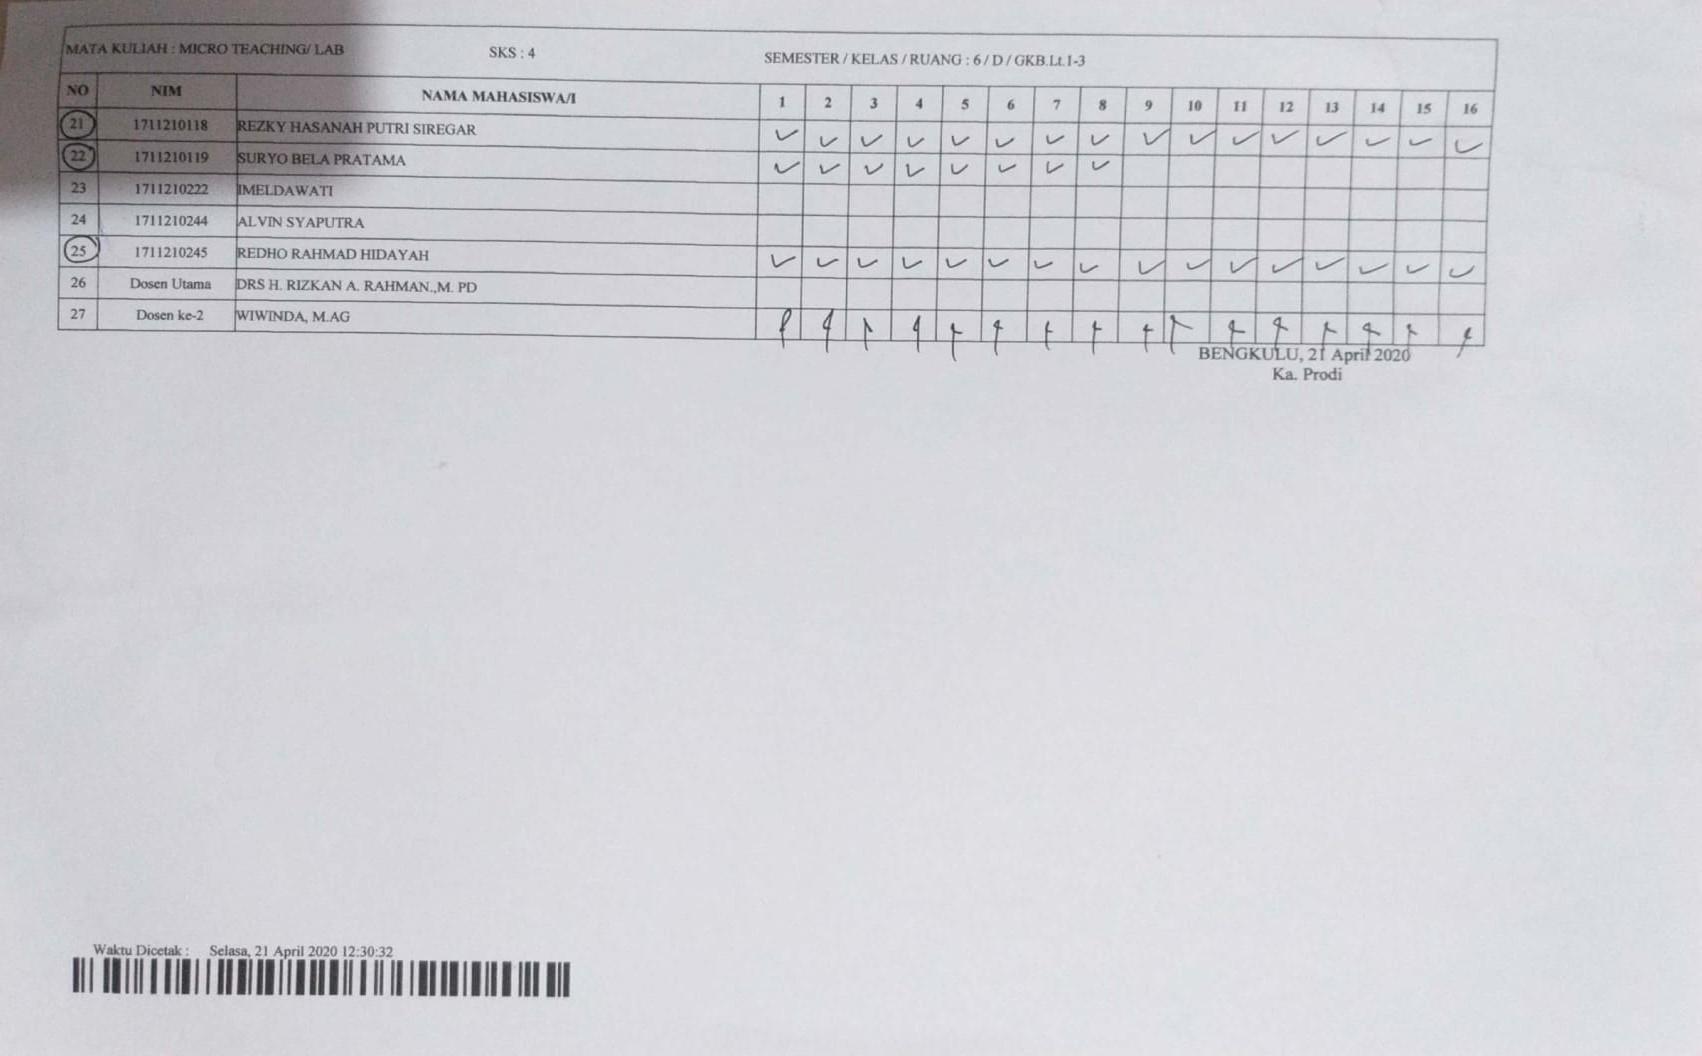 MATA KULIAH : MICRO TEACHING/ LAB SKS : 4 SEMESTER / KELAS / RUANG : 6 / D / GKB.Lt.1-3
NO NIM NAMA MAHASISWA/I 1 2 3 4 5 6 7 8 9 10 11 12 13 14 15 16
21 1711210118 REZKY HASANAH PUTRI SIREGAR ✓ ✓ ✓ ✓ ✓ ✓ ✓ ✓ ✓ ✓ ✓ ✓ ✓ ✓ ✓ ✓
22 1711210119 SURYO BELA PRATAMA ✓ ✓ ✓ ✓ ✓ ✓ ✓ ✓
23 1711210222 IMELDAWATI
24 1711210244 ALVIN SYAPUTRA
25 1711210245 REDHO RAHMAD HIDAYAH ✓ ✓ ✓ ✓ ✓ ✓ ✓ ✓ ✓ ✓ ✓ ✓ ✓ ✓ ✓ ✓
26 Dosen Utama DRS H. RIZKAN A. RAHMAN.,M. PD
27 Dosen ke-2 WIWINDA, M.AG
BENGKULU, 21 April 2020
Ka. Prodi
Waktu Dicetak : Selasa, 21 April 2020 12:30:32